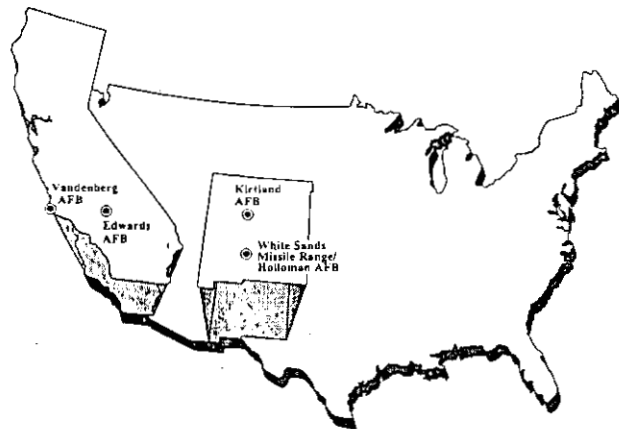 Vandenberg
AFB
Edwards
AFB
Kirtland
AFB
White Sands
Missile Range/
Holloman AFB